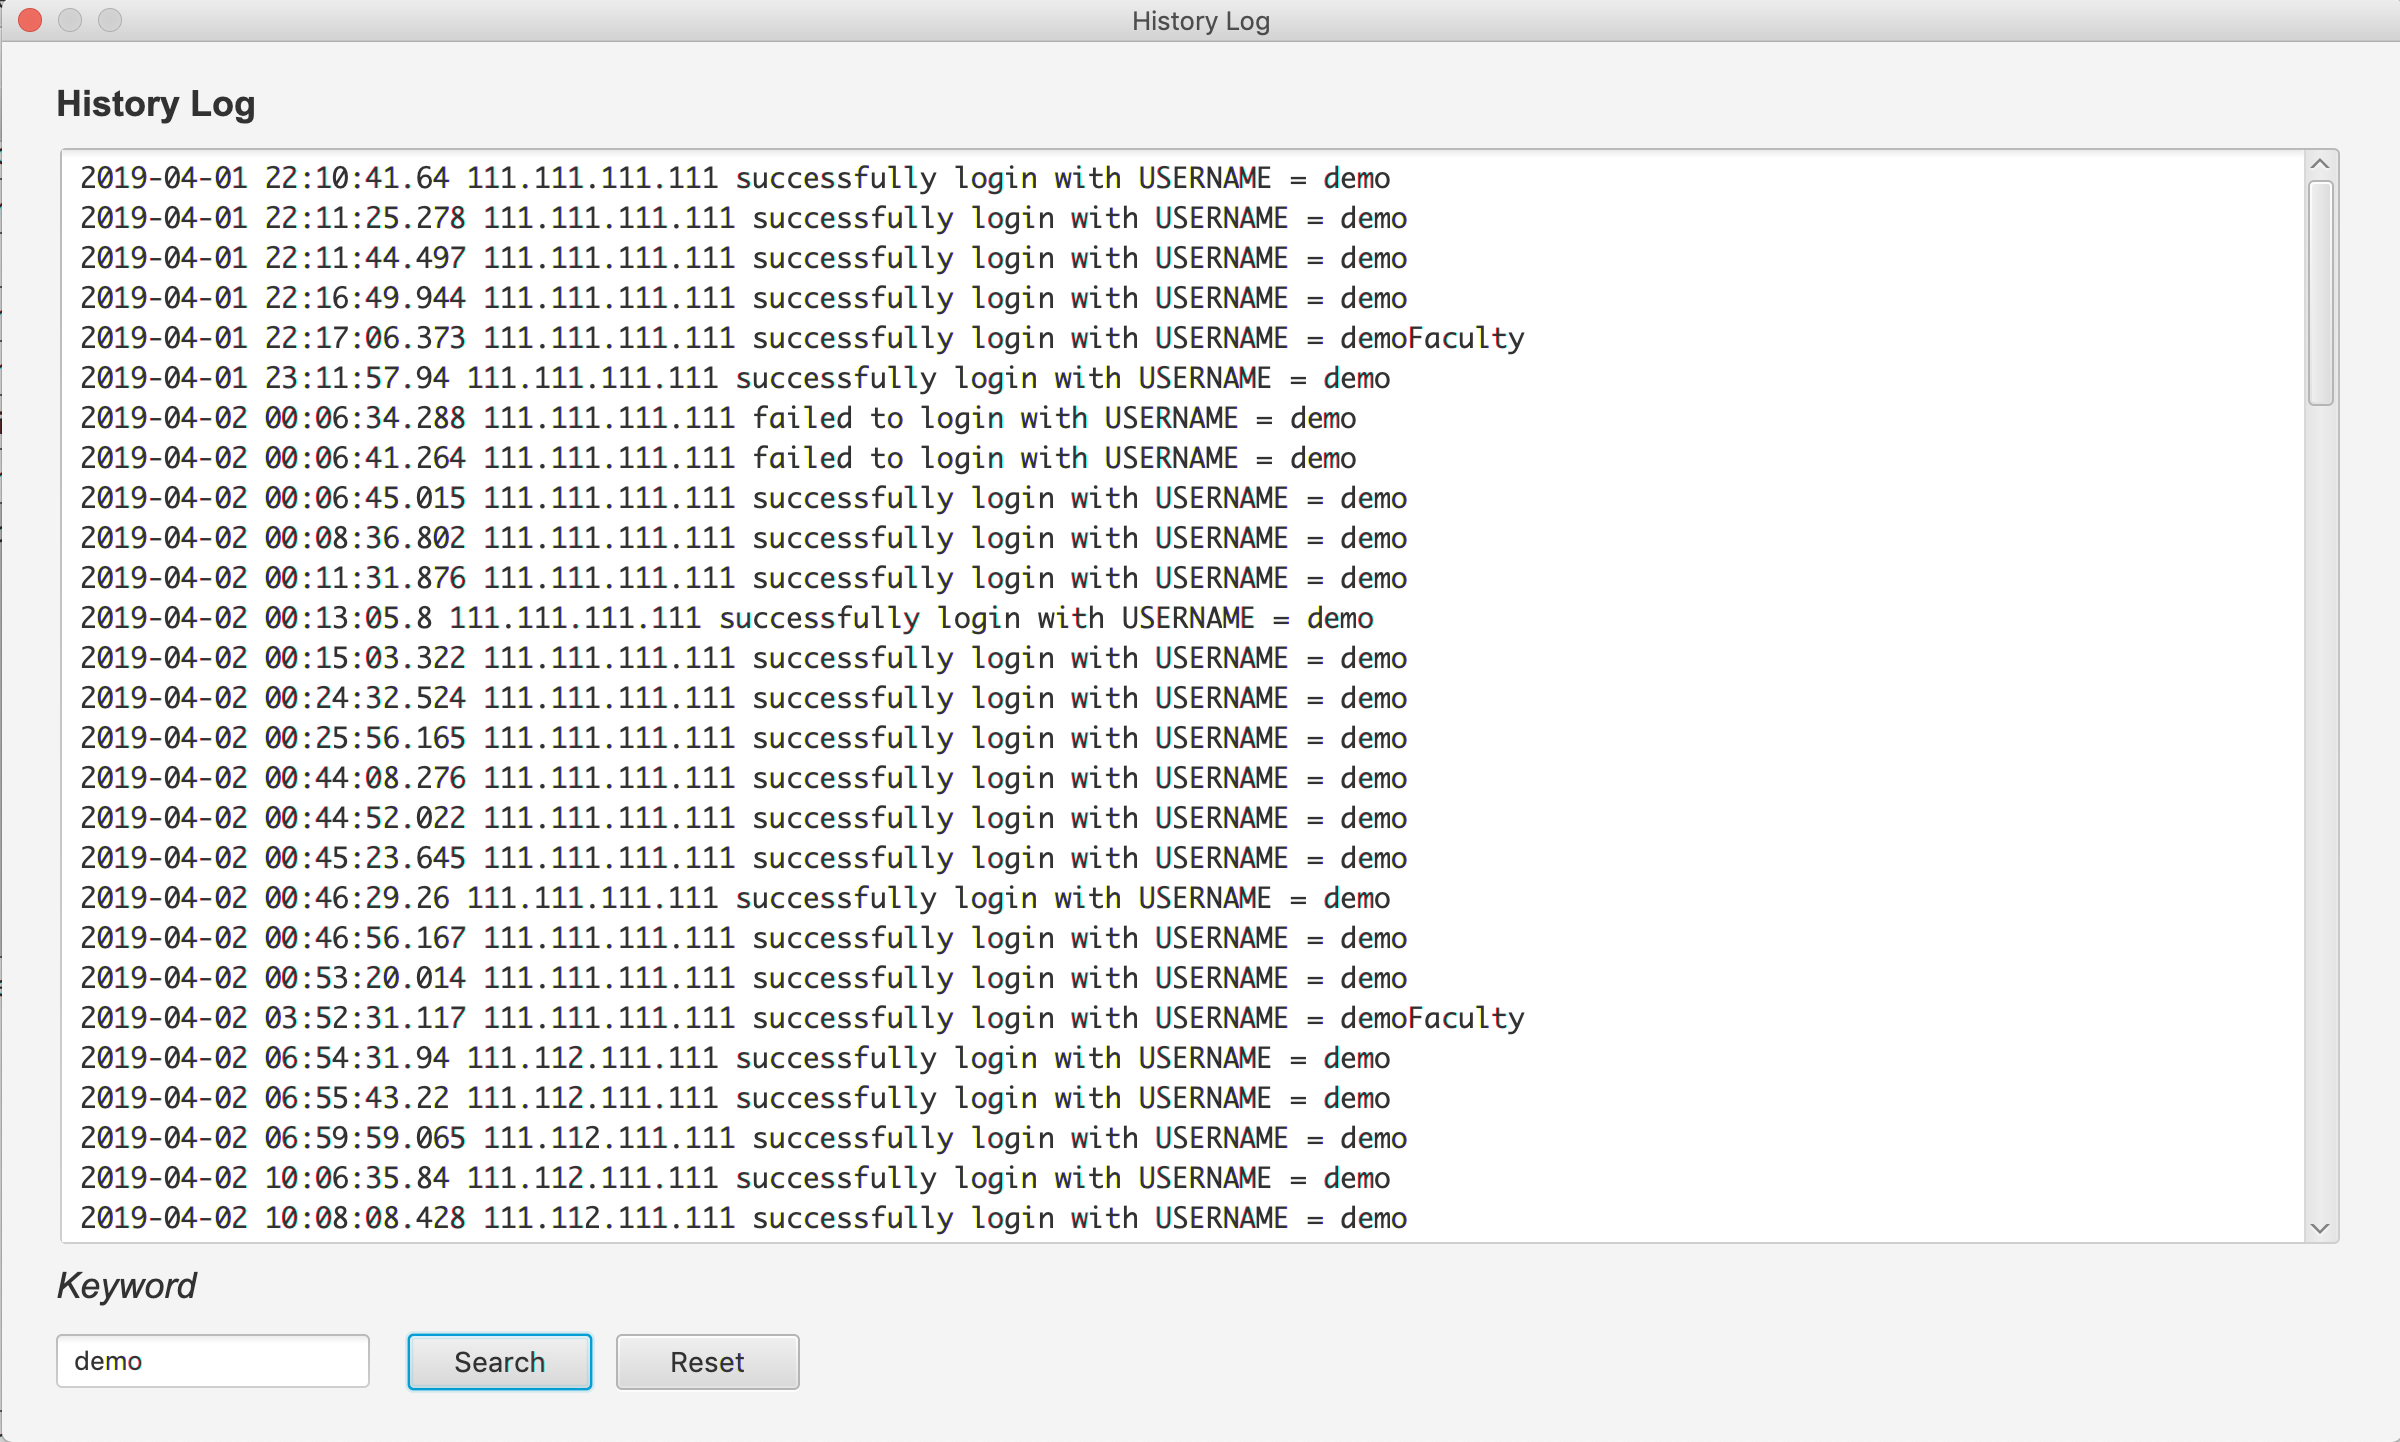 History Log
History Log
2019-04-01 22:10:41.64 111.111.111.111 successfully login with USERNAME = demo
2019-04-01 22:11:25.278 111.111.111.111 successfully login with USERNAME = demo
2019-04-01 22:11:44.497 111.111.111.111 successfully login with USERNAME = demo
2019-04-01 22:16:49.944 111.111.111.111 successfully login with USERNAME = demo
2019-04-01 22:17:06.373 111.111.111.111 successfully login with USERNAME = demoFaculty
2019-04-01 23:11:57.94 111.111.111.111 successfully login with USERNAME = demo
2019-04-02 00:06:34.288 111.111.111.111 failed to login with USERNAME = demo
2019-04-02 00:06:41.264 111.111.111.111 failed to login with USERNAME = demo
2019-04-02 00:06:45.015 111.111.111.111 successfully login with USERNAME = demo
2019-04-02 00:08:36.802 111.111.111.111 successfully login with USERNAME = demo
2019-04-02 00:11:31.876 111.111.111.111 successfully login with USERNAME = demo
2019-04-02 00:13:05.8 111.111.111.111 successfully login with USERNAME = demo
2019-04-02 00:15:03.322 111.111.111.111 successfully login with USERNAME = demo
2019-04-02 00:24:32.524 111.111.111.111 successfully login with USERNAME = demo
2019-04-02 00:25:56.165 111.111.111.111 successfully login with USERNAME = demo
2019-04-02 00:44:08.276 111.111.111.111 successfully login with USERNAME = demo
2019-04-02 00:44:52.022 111.111.111.111 successfully login with USERNAME = demo
2019-04-02 00:45:23.645 111.111.111.111 successfully login with USERNAME = demo
2019-04-02 00:46:29.26 111.111.111.111 successfully login with USERNAME = demo
2019-04-02 00:46:56.167 111.111.111.111 successfully login with USERNAME = demo
2019-04-02 00:53:20.014 111.111.111.111 successfully login with USERNAME = demo
2019-04-02 03:52:31.117 111.111.111.111 successfully login with USERNAME = demoFaculty
2019-04-02 06:54:31.94 111.112.111.111 successfully login with USERNAME = demo
2019-04-02 06:55:43.22 111.112.111.111 successfully login with USERNAME = demo
2019-04-02 06:59:59.065 111.112.111.111 successfully login with USERNAME = demo
2019-04-02 10:06:35.84 111.112.111.111 successfully login with USERNAME = demo
2019-04-02 10:08:08.428 111.112.111.111 successfully login with USERNAME = demo
Keyword
demo Search Reset